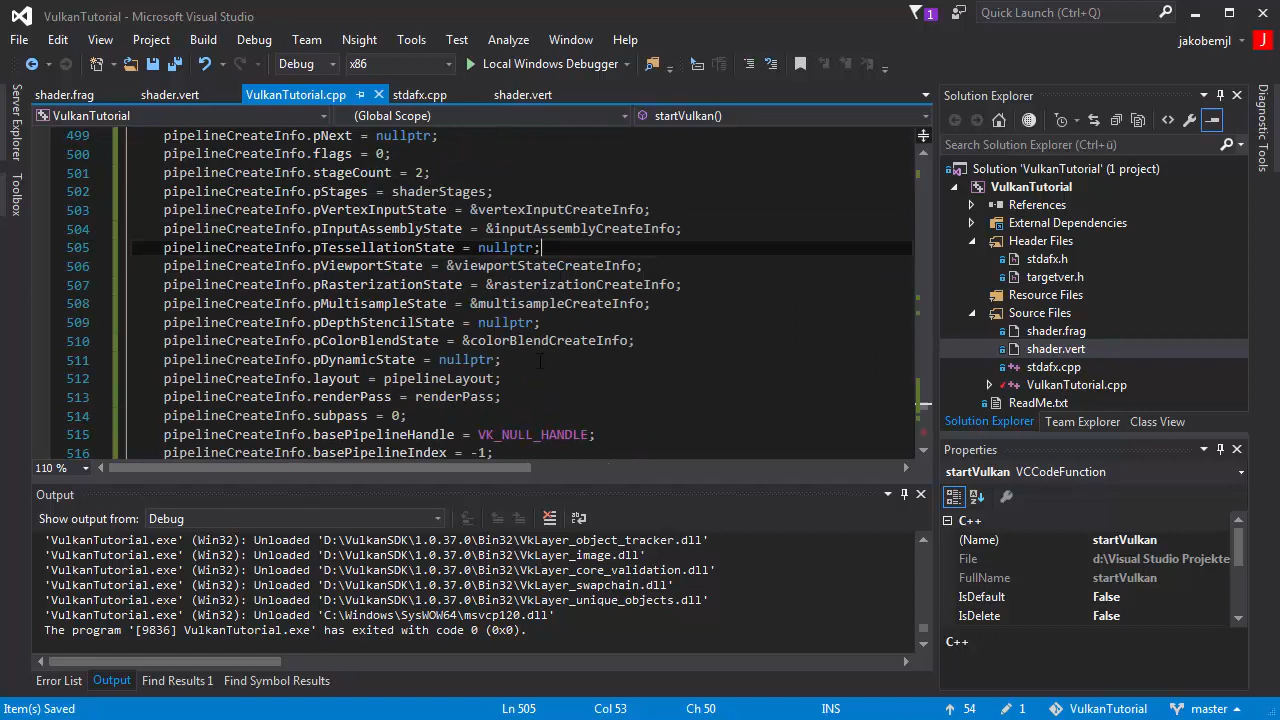 VulkanTutorial - Microsoft Visual Studio
1
Quick Launch (Ctrl+Q)
File Edit View Project Build Debug Team Nsight Tools Test Analyze Window Help
jakobemjl
J
Debug x86 Local Windows Debugger
Server Explorer
Toolbox
shader.frag shader.vert VulkanTutorial.cpp stdafx.cpp shader.vert
VulkanTutorial (Global Scope) startVulkan()
499 pipelineCreateInfo.pNext = nullptr;
500 pipelineCreateInfo.flags = 0;
501 pipelineCreateInfo.stageCount = 2;
502 pipelineCreateInfo.pStages = shaderStages;
503 pipelineCreateInfo.pVertexInputState = &vertexInputCreateInfo;
504 pipelineCreateInfo.pInputAssemblyState = &inputAssemblyCreateInfo;
505 pipelineCreateInfo.pTessellationState = nullptr;
506 pipelineCreateInfo.pViewportState = &viewportStateCreateInfo;
507 pipelineCreateInfo.pRasterizationState = &rasterizationCreateInfo;
508 pipelineCreateInfo.pMultisampleState = &multisampleCreateInfo;
509 pipelineCreateInfo.pDepthStencilState = nullptr;
510 pipelineCreateInfo.pColorBlendState = &colorBlendCreateInfo;
511 pipelineCreateInfo.pDynamicState = nullptr;
512 pipelineCreateInfo.layout = pipelineLayout;
513 pipelineCreateInfo.renderPass = renderPass;
514 pipelineCreateInfo.subpass = 0;
515 pipelineCreateInfo.basePipelineHandle = VK_NULL_HANDLE;
516 pipelineCreateInfo.basePipelineIndex = -1;
110 %
Output
Show output from: Debug
'VulkanTutorial.exe' (Win32): Unloaded 'D:\VulkanSDK\1.0.37.0\Bin32\VkLayer_object_tracker.dll'
'VulkanTutorial.exe' (Win32): Unloaded 'D:\VulkanSDK\1.0.37.0\Bin32\VkLayer_image.dll'
'VulkanTutorial.exe' (Win32): Unloaded 'D:\VulkanSDK\1.0.37.0\Bin32\VkLayer_core_validation.dll'
'VulkanTutorial.exe' (Win32): Unloaded 'D:\VulkanSDK\1.0.37.0\Bin32\VkLayer_swapchain.dll'
'VulkanTutorial.exe' (Win32): Unloaded 'D:\VulkanSDK\1.0.37.0\Bin32\VkLayer_unique_objects.dll'
'VulkanTutorial.exe' (Win32): Unloaded 'C:\Windows\SysWOW64\msvcp120.dll'
The program '[9836] VulkanTutorial.exe' has exited with code 0 (0x0).
Error List Output Find Results 1 Find Symbol Results
Solution Explorer
Search Solution Explorer (Ctrl+ü)
Solution 'VulkanTutorial' (1 project)
VulkanTutorial
References
External Dependencies
Header Files
stdafx.h
targetver.h
Resource Files
Source Files
shader.frag
shader.vert
stdafx.cpp
VulkanTutorial.cpp
ReadMe.txt
Solution Explorer Team Explorer Class View
Properties
startVulkan VCCodeFunction
C++
(Name) startVulkan
File d:\Visual Studio Projekte
FullName startVulkan
IsDefault False
IsDelete False
C++
Diagnostic Tools
Item(s) Saved Ln 505 Col 53 Ch 50 INS 54 1 VulkanTutorial master